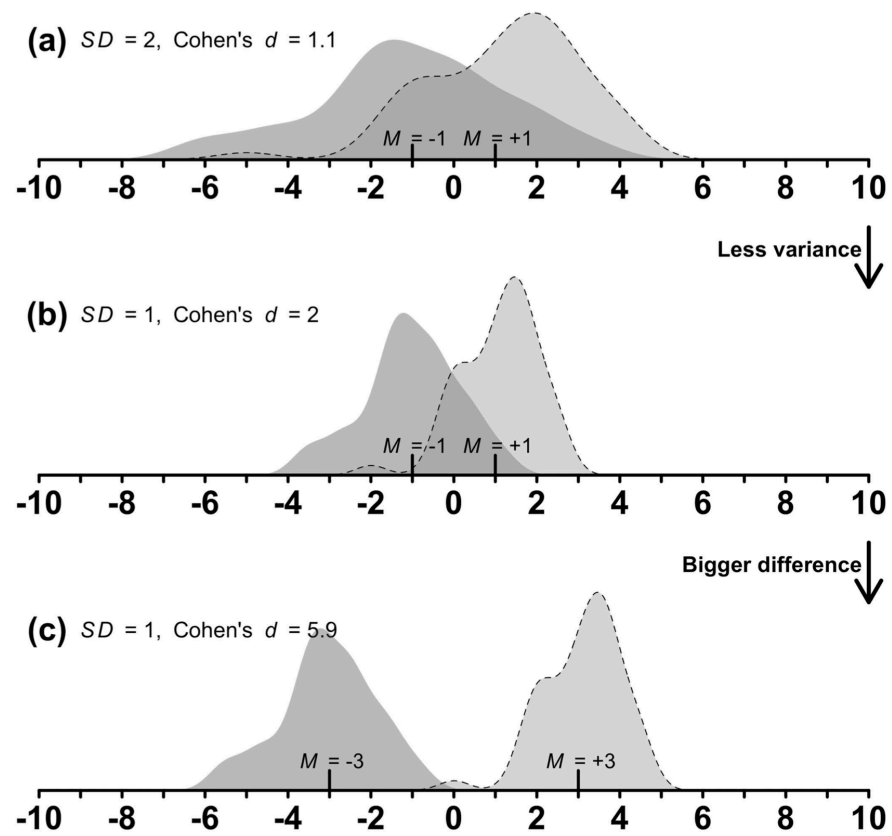 (a) SD = 2, Cohen's d = 1.1
M = -1 M = +1
-10 -8 -6 -4 -2 0 2 4 6 8 10
Less variance
(b) SD = 1, Cohen's d = 2
M = -1 M = +1
-10 -8 -6 -4 -2 0 2 4 6 8 10
Bigger difference
(c) SD = 1, Cohen's d = 5.9
M = -3 M = +3
-10 -8 -6 -4 -2 0 2 4 6 8 10